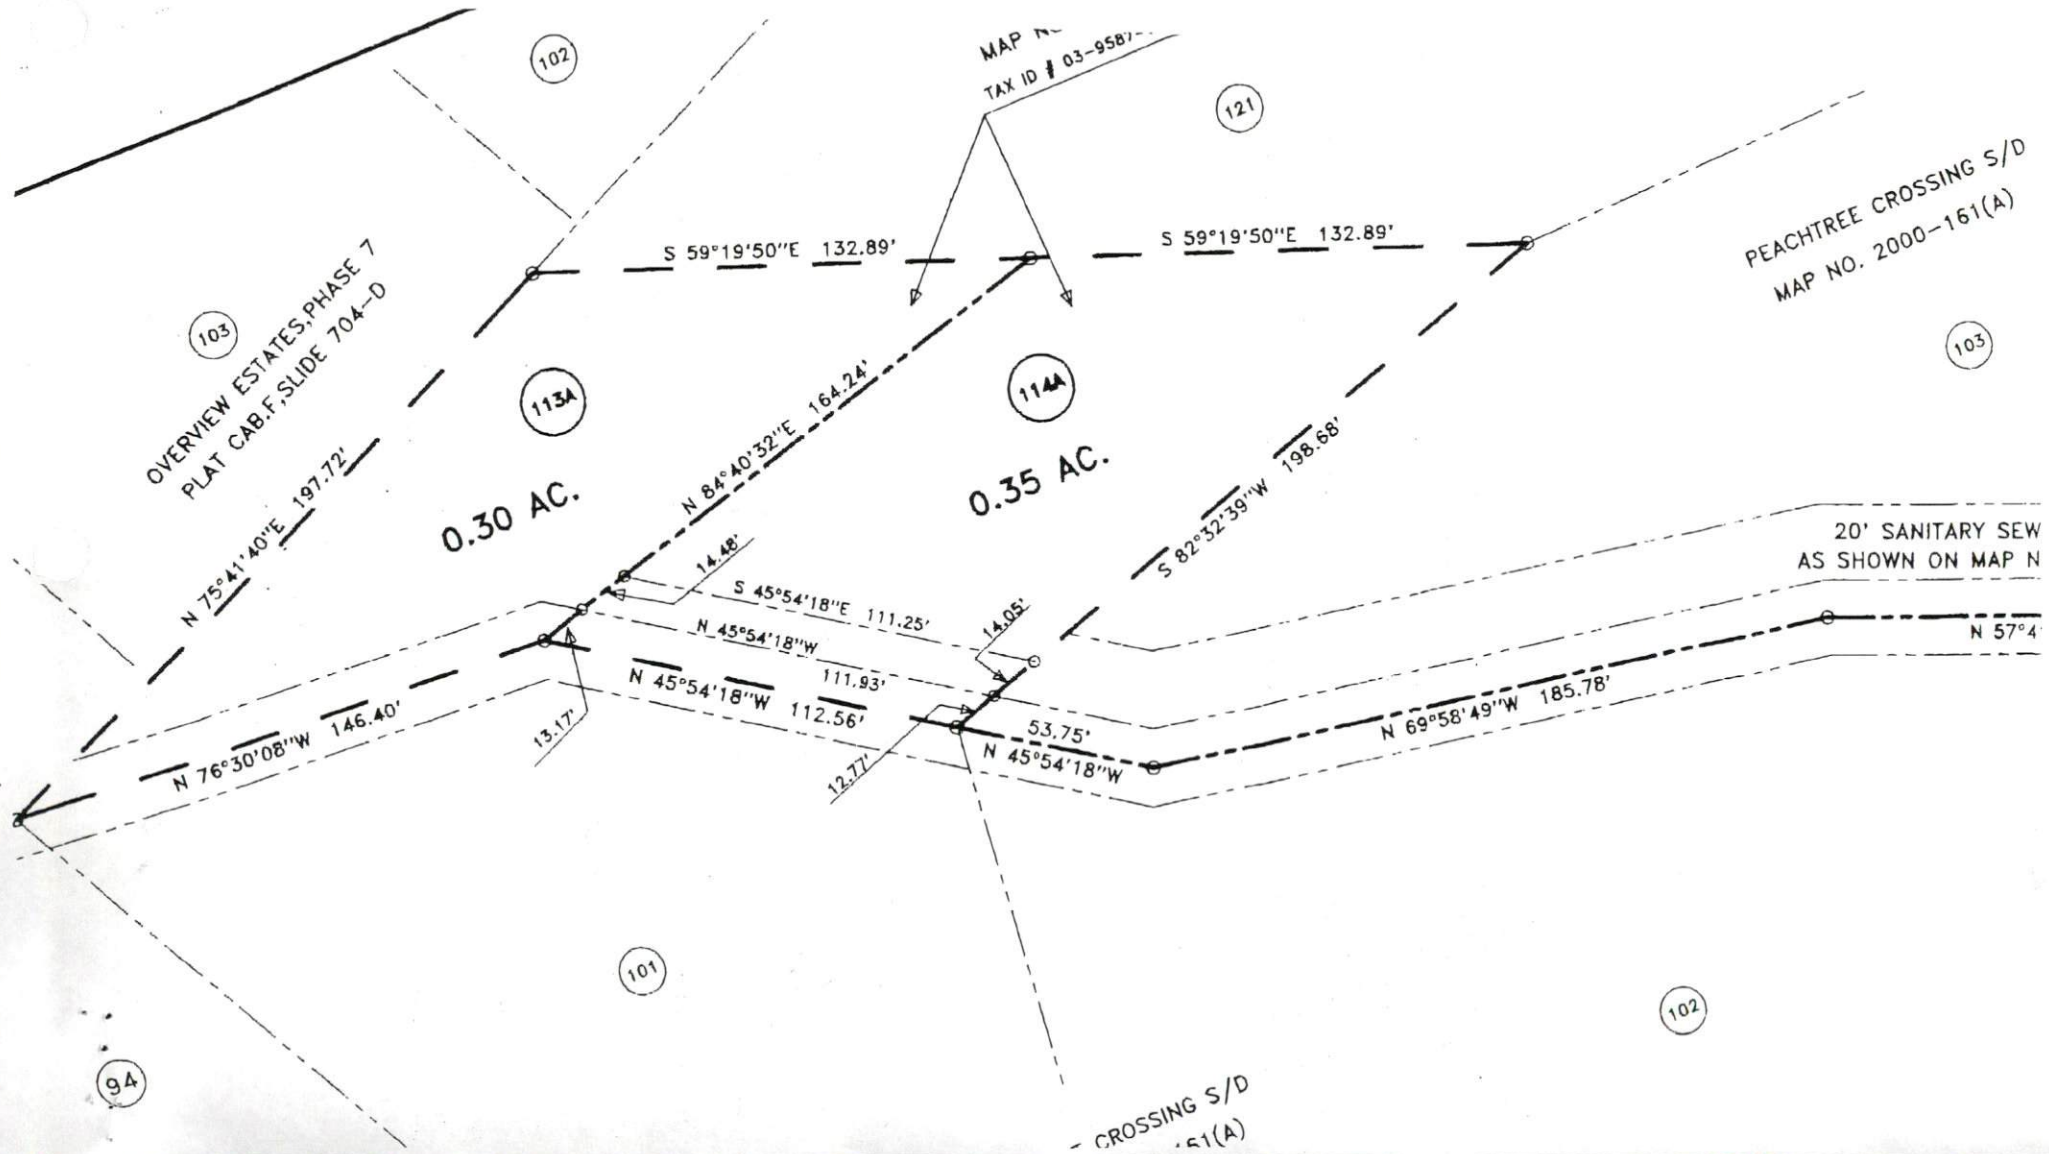 102
MAP
TAX ID # 03-9587-
121
PEACHTREE CROSSING S/D
MAP NO. 2000-161(A)
S 59°19'50"E 132.89'
S 59°19'50"E 132.89'
103
OVERVIEW ESTATES,PHASE 7
PLAT CAB.F,SLIDE 704-D
103
113A
114A
N 84°40'32"E 164.24'
0.30 AC.
0.35 AC.
N 75°41'40"E 197.72'
S 82°32'39"W 198.68'
20' SANITARY SEW
AS SHOWN ON MAP N
14.48'
S 45°54'18"E 111.25'
14.05'
N 45°54'18"W
111.93'
N 45°54'18"W 112.56'
N 57°4
N 76°30'08"W 146.40'
13.17'
12.77'
53.75'
N 45°54'18"W
N 69°58'49"W 185.78'
101
102
94
CROSSING S/D
161(A)